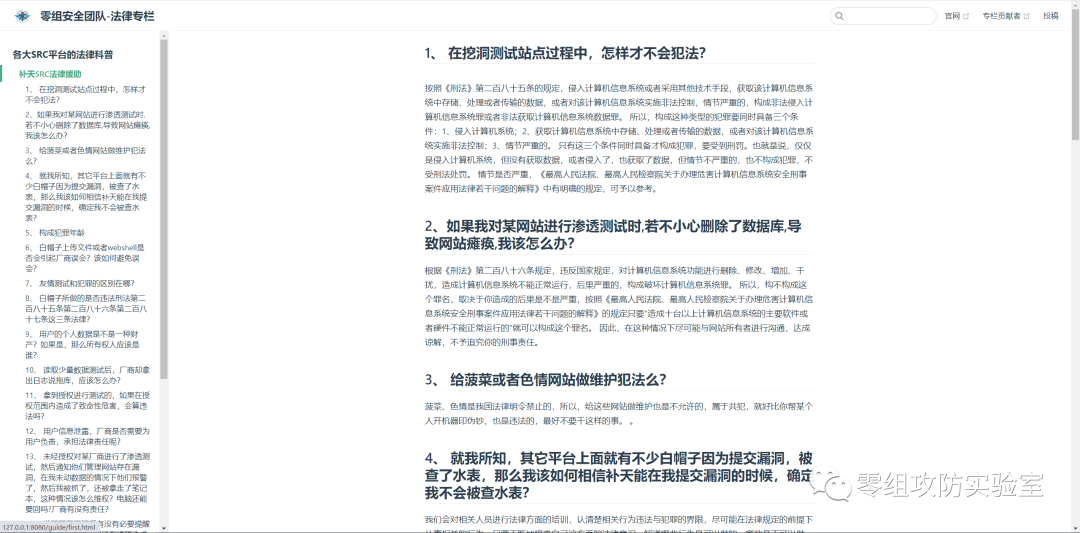 零组安全团队-法律专栏
官网
专栏贡献者
投稿
各大SRC平台的法律科普
补天SRC法律援助
1、 在挖洞测试站点过程中，怎样才
不会犯法？
2、如果我对某网站进行渗透测试时,
若不小心删除了数据库,导致网站瘫痪,
我该怎么办？
3、 给菠菜或者色情网站做维护犯法
么？
4、 就我所知，其它平台上面就有不
少白帽子因为提交漏洞，被查了水
表，那么我该如何相信补天能在我提
交漏洞的时候，确定我不会被查水
表？
5、 构成犯罪年龄
6、 白帽子上传文件或者webshell是
否会引起厂商误会？该如何避免误
会？
7、 友情测试和犯罪的区别在哪？
8、 白帽子所做的是否违法刑法第二
百八十五条第二百八十六条第二百八
十七条这三条法律？
9、 用户的个人数据是不是一种财
产？如果是，那么所有权人应该是
谁？
10、 读取少量数据测试后，厂商却拿
出日志说拖库，应该怎么办？
11、 拿到授权进行测试的，如果在授
权范围内造成了致命性危害，会算违
法吗？
12、 用户信息泄露，厂商是否需要为
用户负责，承担法律责任呢？
13、 未经授权对某厂商进行了渗透测
试，然后通知他们管理网站存在漏
洞，在我未动数据的情况下他们报警
了，然后我被抓了，还被拿走了笔记
本，这种情况该怎么维权？电脑还能
要回吗?厂商有没有责任？
没有必要提醒
127.0.0.1:8080/guide/first.html
1、 在挖洞测试站点过程中，怎样才不会犯法？
按照《刑法》第二百八十五条的规定，侵入计算机信息系统或者采用其他技术手段，获取该计算机信息系
统中存储、处理或者传输的数据，或者对该计算机信息系统实施非法控制，情节严重的，构成非法侵入计
算机信息系统罪或者非法获取计算机信息系统数据罪。 所以，构成这种类型的犯罪要同时具备三个条
件：1、侵入计算机系统；2、获取计算机信息系统中存储、处理或者传输的数据，或者对该计算机信息系
统实施非法控制；3、情节严重的。 只有这三个条件同时具备才构成犯罪，要受到刑罚。也就是说，仅仅
是侵入计算机系统，但没有获取数据，或者侵入了，也获取了数据，但情节不严重的，也不构成犯罪，不
受刑法处罚。 情节是否严重，《最高人民法院、最高人民检察院关于办理危害计算机信息系统安全刑事
案件应用法律若干问题的解释》中有明确的规定，可予以参考。
2、如果我对某网站进行渗透测试时,若不小心删除了数据库,导
致网站瘫痪,我该怎么办？
根据《刑法》第二百八十六条规定，违反国家规定，对计算机信息系统功能进行删除、修改、增加、干
扰，造成计算机信息系统不能正常运行，后果严重的，构成破坏计算机信息系统罪。 所以，构不构成这
个罪名，取决于你造成的后果是不是严重，按照《最高人民法院、最高人民检察院关于办理危害计算机信
息系统安全刑事案件应用法律若干问题的解释》的规定只要"造成十台以上计算机信息系统的主要软件或
者硬件不能正常运行的"就可以构成这个罪名。 因此，在这种情况下尽可能与网站所有者进行沟通，达成
谅解，不予追究你的刑事责任。
3、 给菠菜或者色情网站做维护犯法么？
菠菜、色情是我国法律明令禁止的，所以，给这些网站做维护也是不允许的，属于共犯，就好比你帮某个
人开机器印伪钞，也是违法的，最好不要干这样的事。 。
4、 就我所知，其它平台上面就有不少白帽子因为提交漏洞，被
查了水表，那么我该如何相信补天能在我提交漏洞的时候，确定
我不会被查水表？
我们会对相关人员进行法律方面的培训，认清楚相关行为违法与犯罪的界限，尽可能在法律规定的前提下
零组攻防实验室